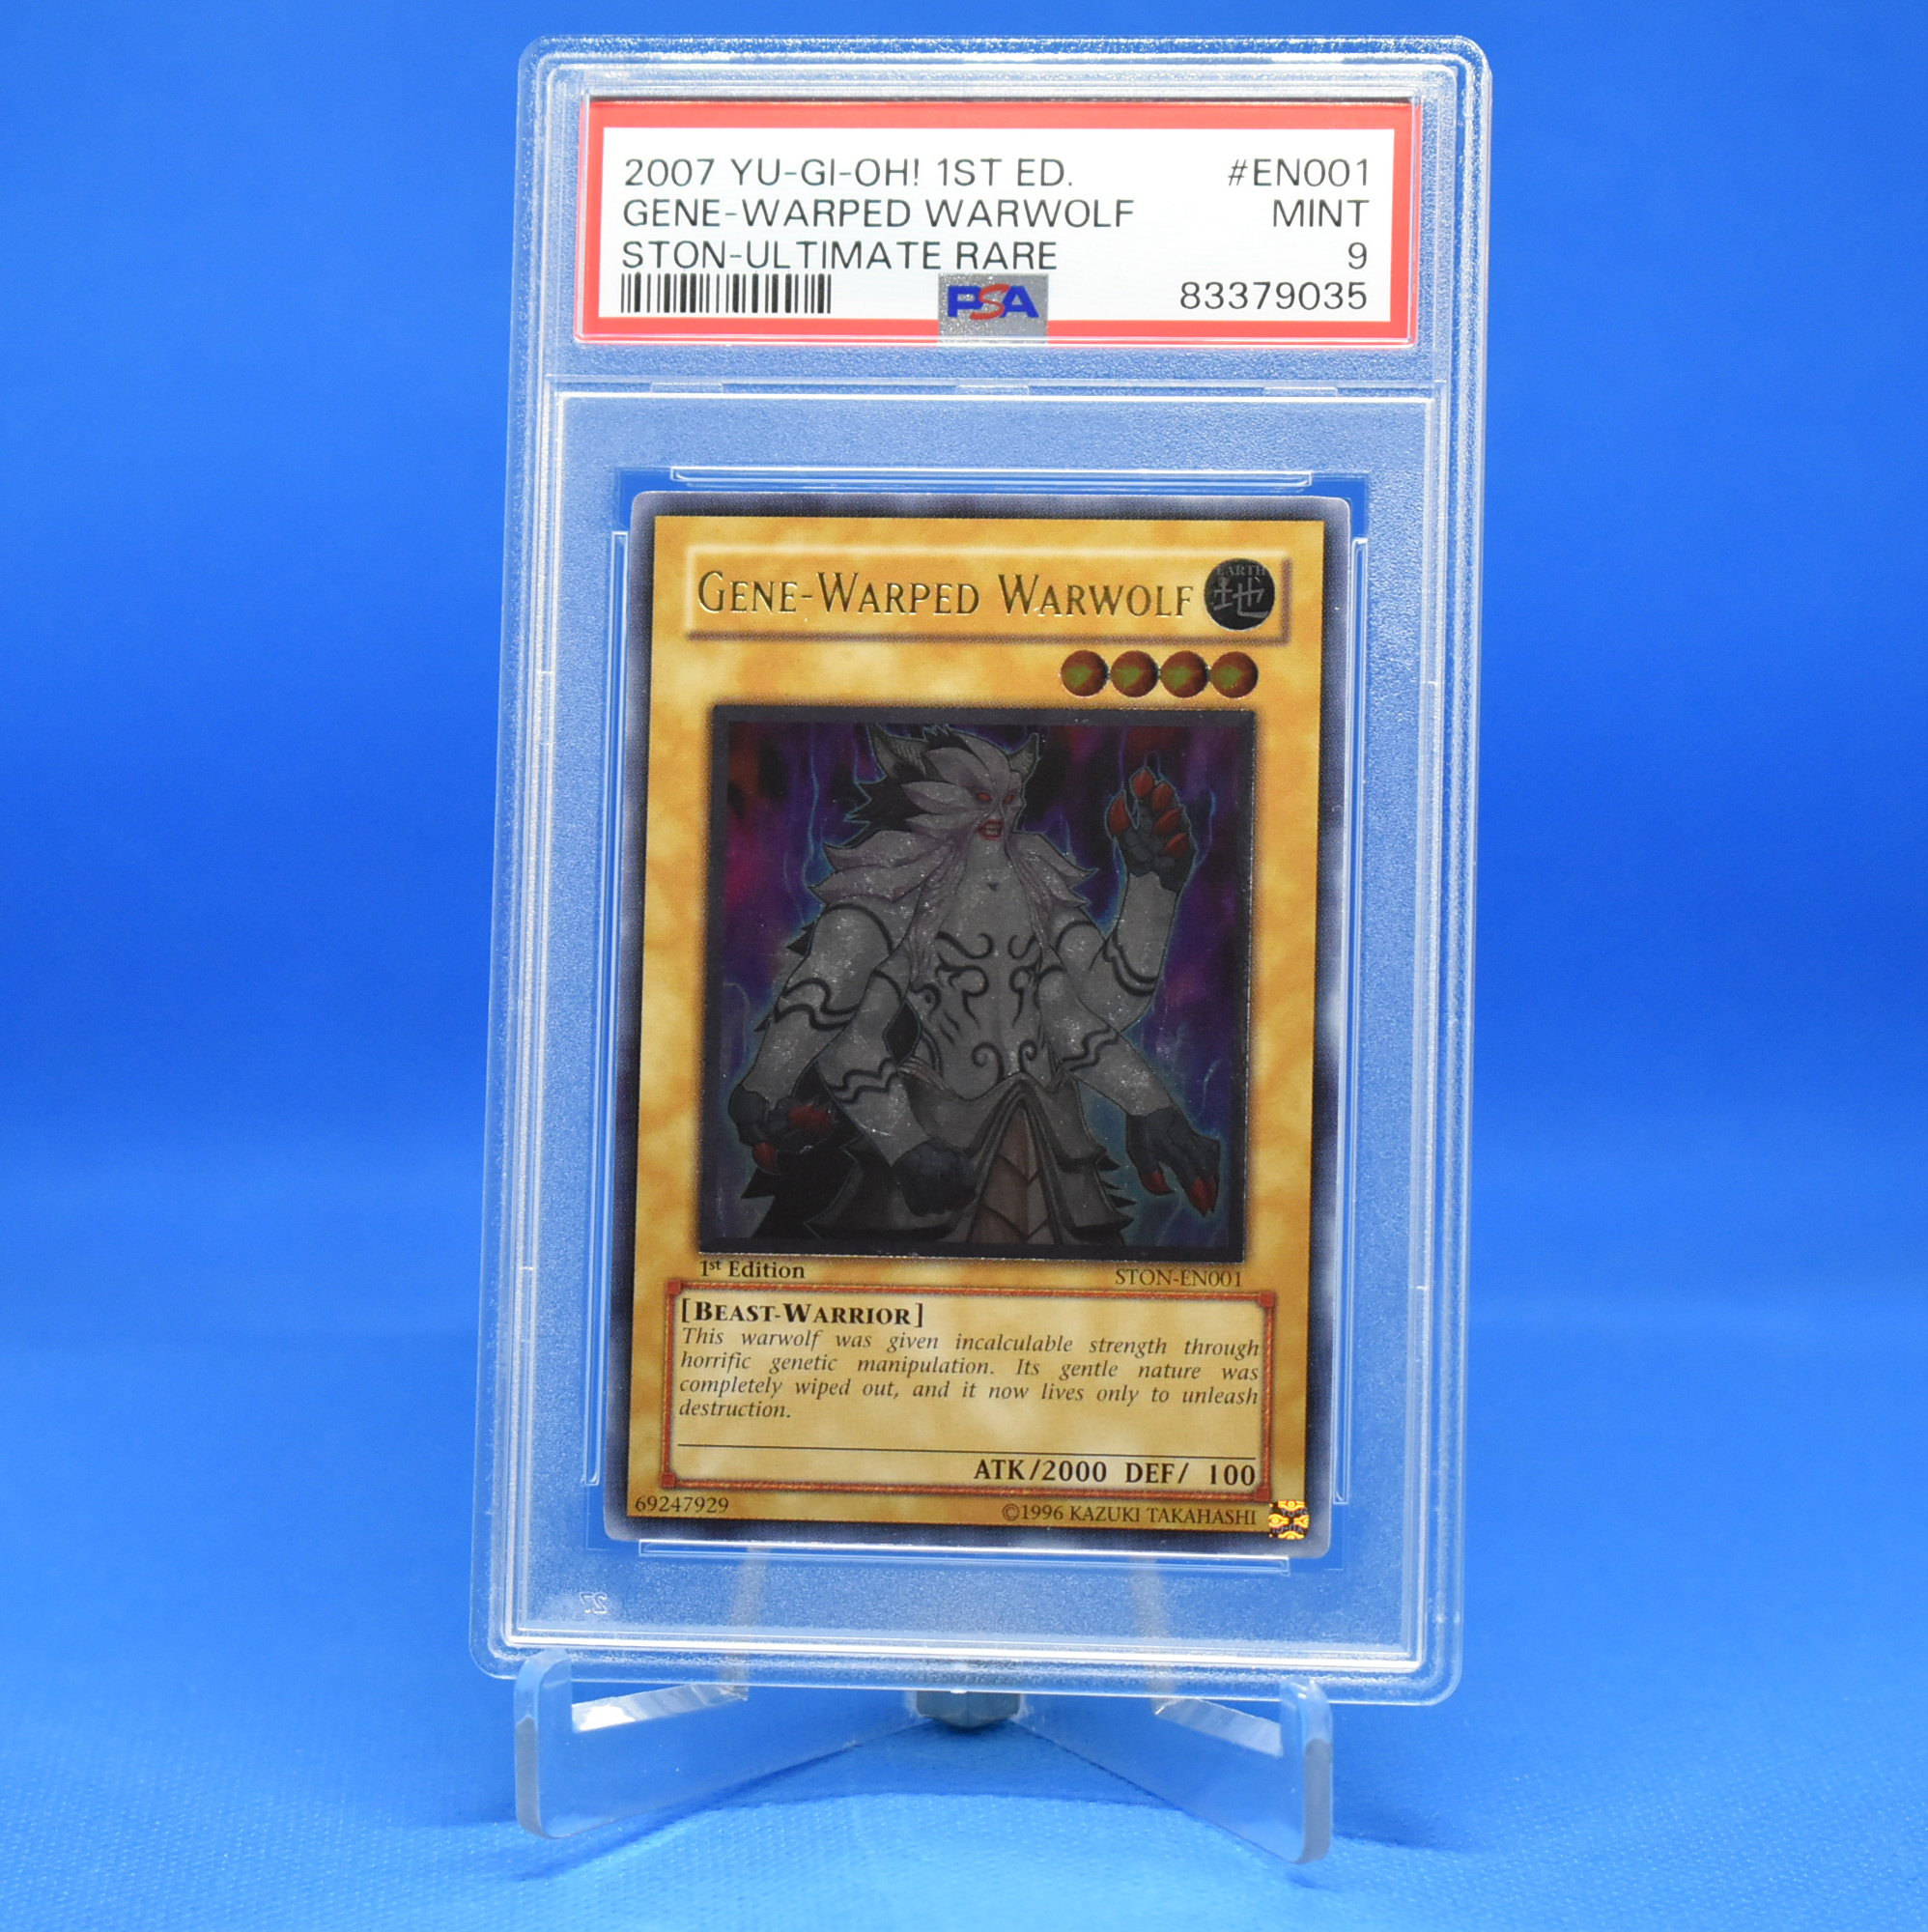 2007 YU-GI-OH! 1ST ED. #EN001
GENE-WARPED WARWOLF MINT
STON-ULTIMATE RARE 9
PSA 83379035
GENE-WARPED WARWOLF
EARTH
地
1st Edition STON-EN001
[BEAST-WARRIOR]
This warwolf was given incalculable strength through
horrific genetic manipulation. Its gentle nature was
completely wiped out, and it now lives only to unleash
destruction.
ATK/2000 DEF/ 100
69247929 ©1996 KAZUKI TAKAHASHI
27